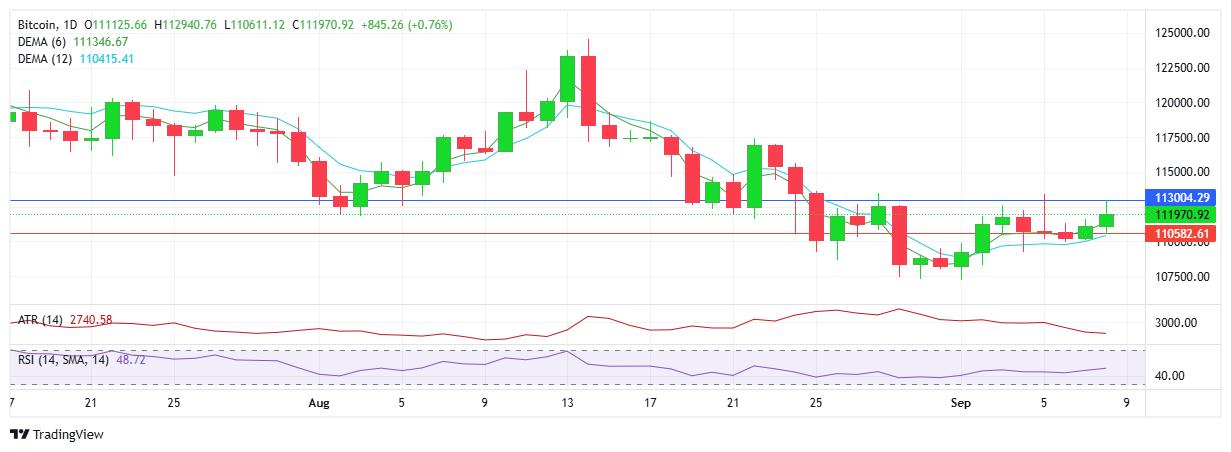 Bitcoin, 1D O111125.66 H112940.76 L110611.12 C111970.92 +845.26 (+0.76%)
DEMA (6) 111346.67
DEMA (12) 110415.41
125000.00
122500.00
120000.00
117500.00
115000.00
113004.29
111970.92
110582.61
110000.00
107500.00
ATR (14) 2740.58
3000.00
RSI (14, SMA, 14) 48.72
40.00
7 21 25 Aug 5 9 13 17 21 25 Sep 5 9
TradingView